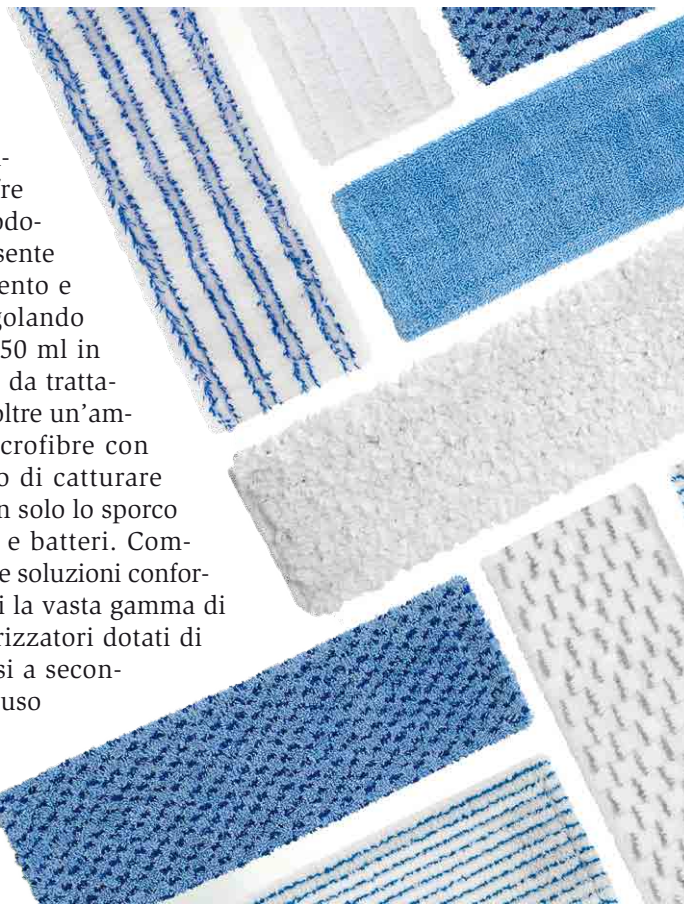 fre
odo-
sente
ento e
golando
50 ml in
da tratta-
oltre un’am-
crofibre con
o di catturare
n solo lo sporco
e batteri. Com-
e soluzioni confor-
i la vasta gamma di
rizzatori dotati di
si a secon-
uso